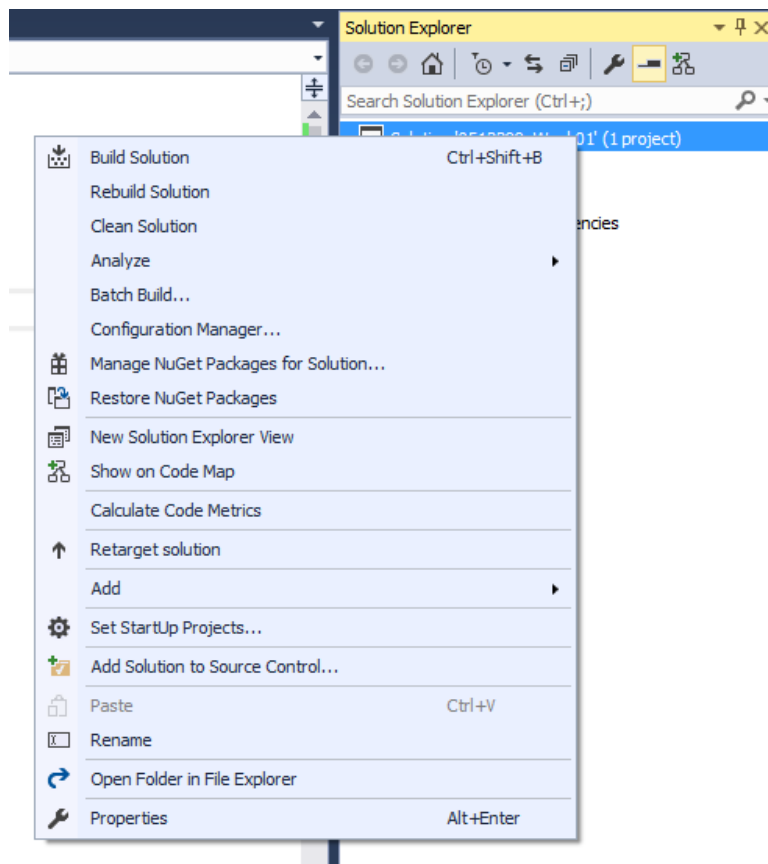 Solution Explorer
Search Solution Explorer (Ctrl+;)
01' (1 project)
Build Solution Ctrl+Shift+B
Rebuild Solution
Clean Solution
encies
Analyze
Batch Build...
Configuration Manager...
Manage NuGet Packages for Solution...
Restore NuGet Packages
New Solution Explorer View
Show on Code Map
Calculate Code Metrics
Retarget solution
Add
Set StartUp Projects...
Add Solution to Source Control...
Paste Ctrl+V
Rename
Open Folder in File Explorer
Properties Alt+Enter